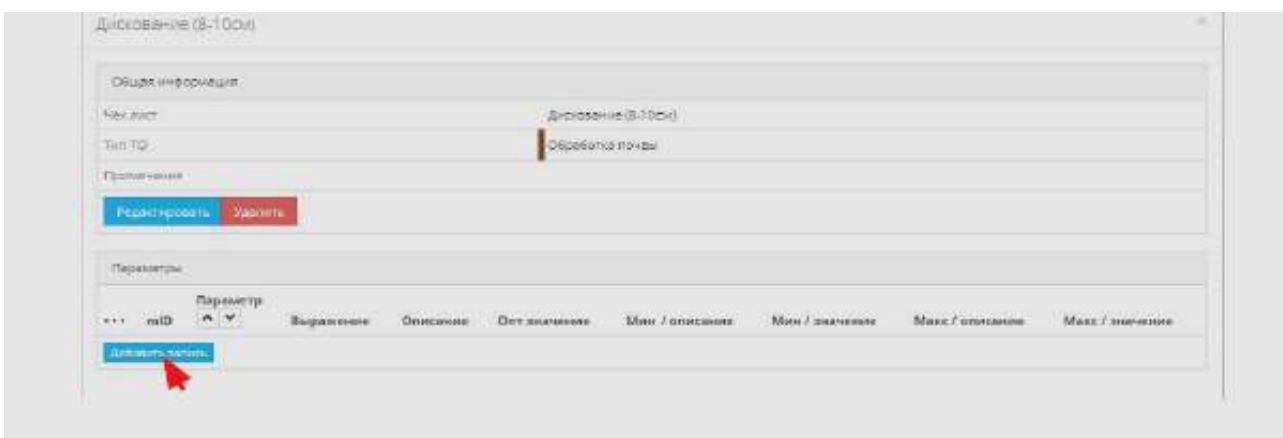 Дискование (8-10см)
Общая информация
Чек лист Дискование (8-10см)
Тип ТО Обработка почвы
Примечания
Редактировать Удалить
Параметры
Параметр
... mID Выражение Описание Опт значение Мин / описание Мин / значение Макс / описание Макс / значение
Добавить запись